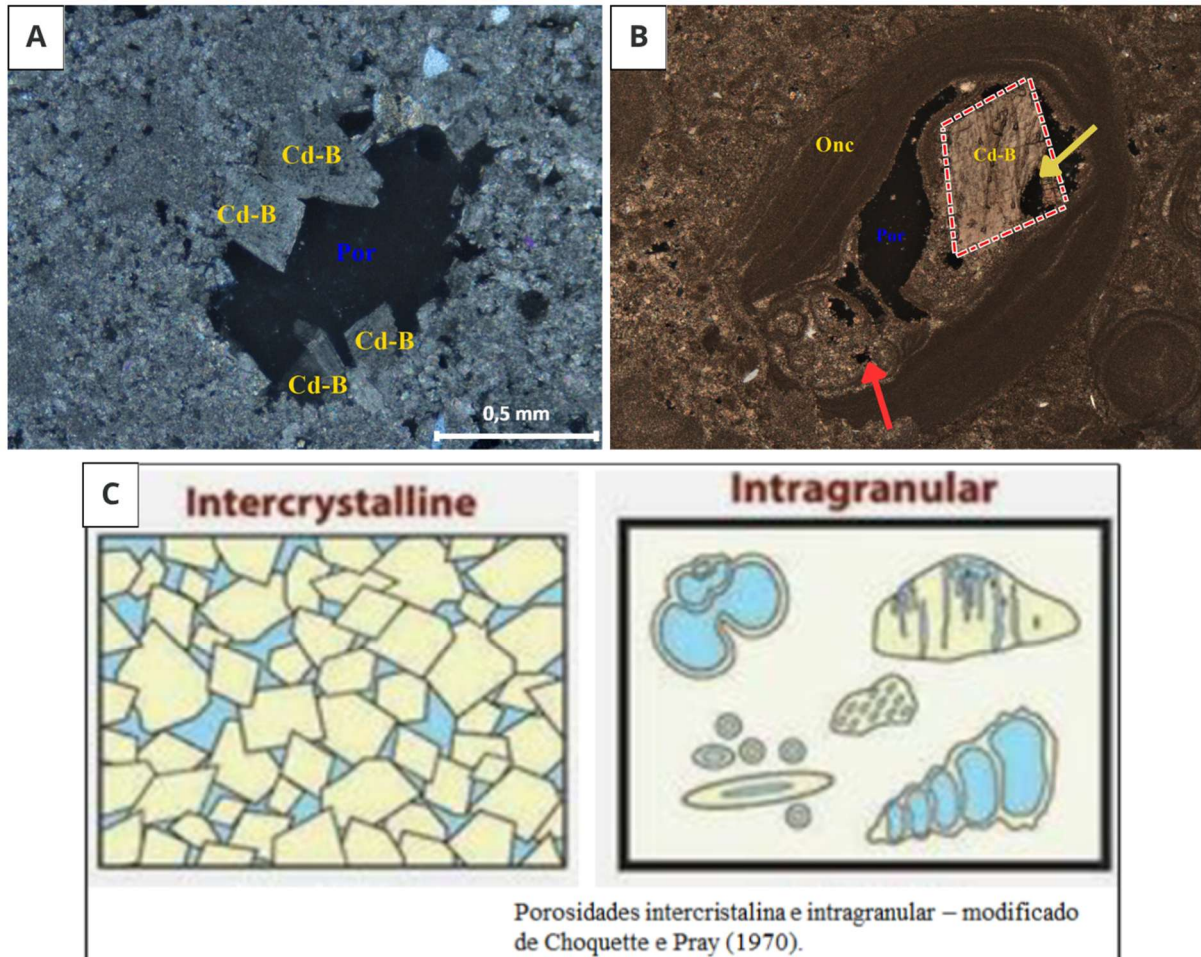 A
Cd-B
Cd-B
Por
Cd-B
Cd-B
0,5 mm
B
Onc
Cd-B
Por
C
Intercrystalline
Intragranular
Porosidades intercristalina e intragranular – modificado
de Choquette e Pray (1970).